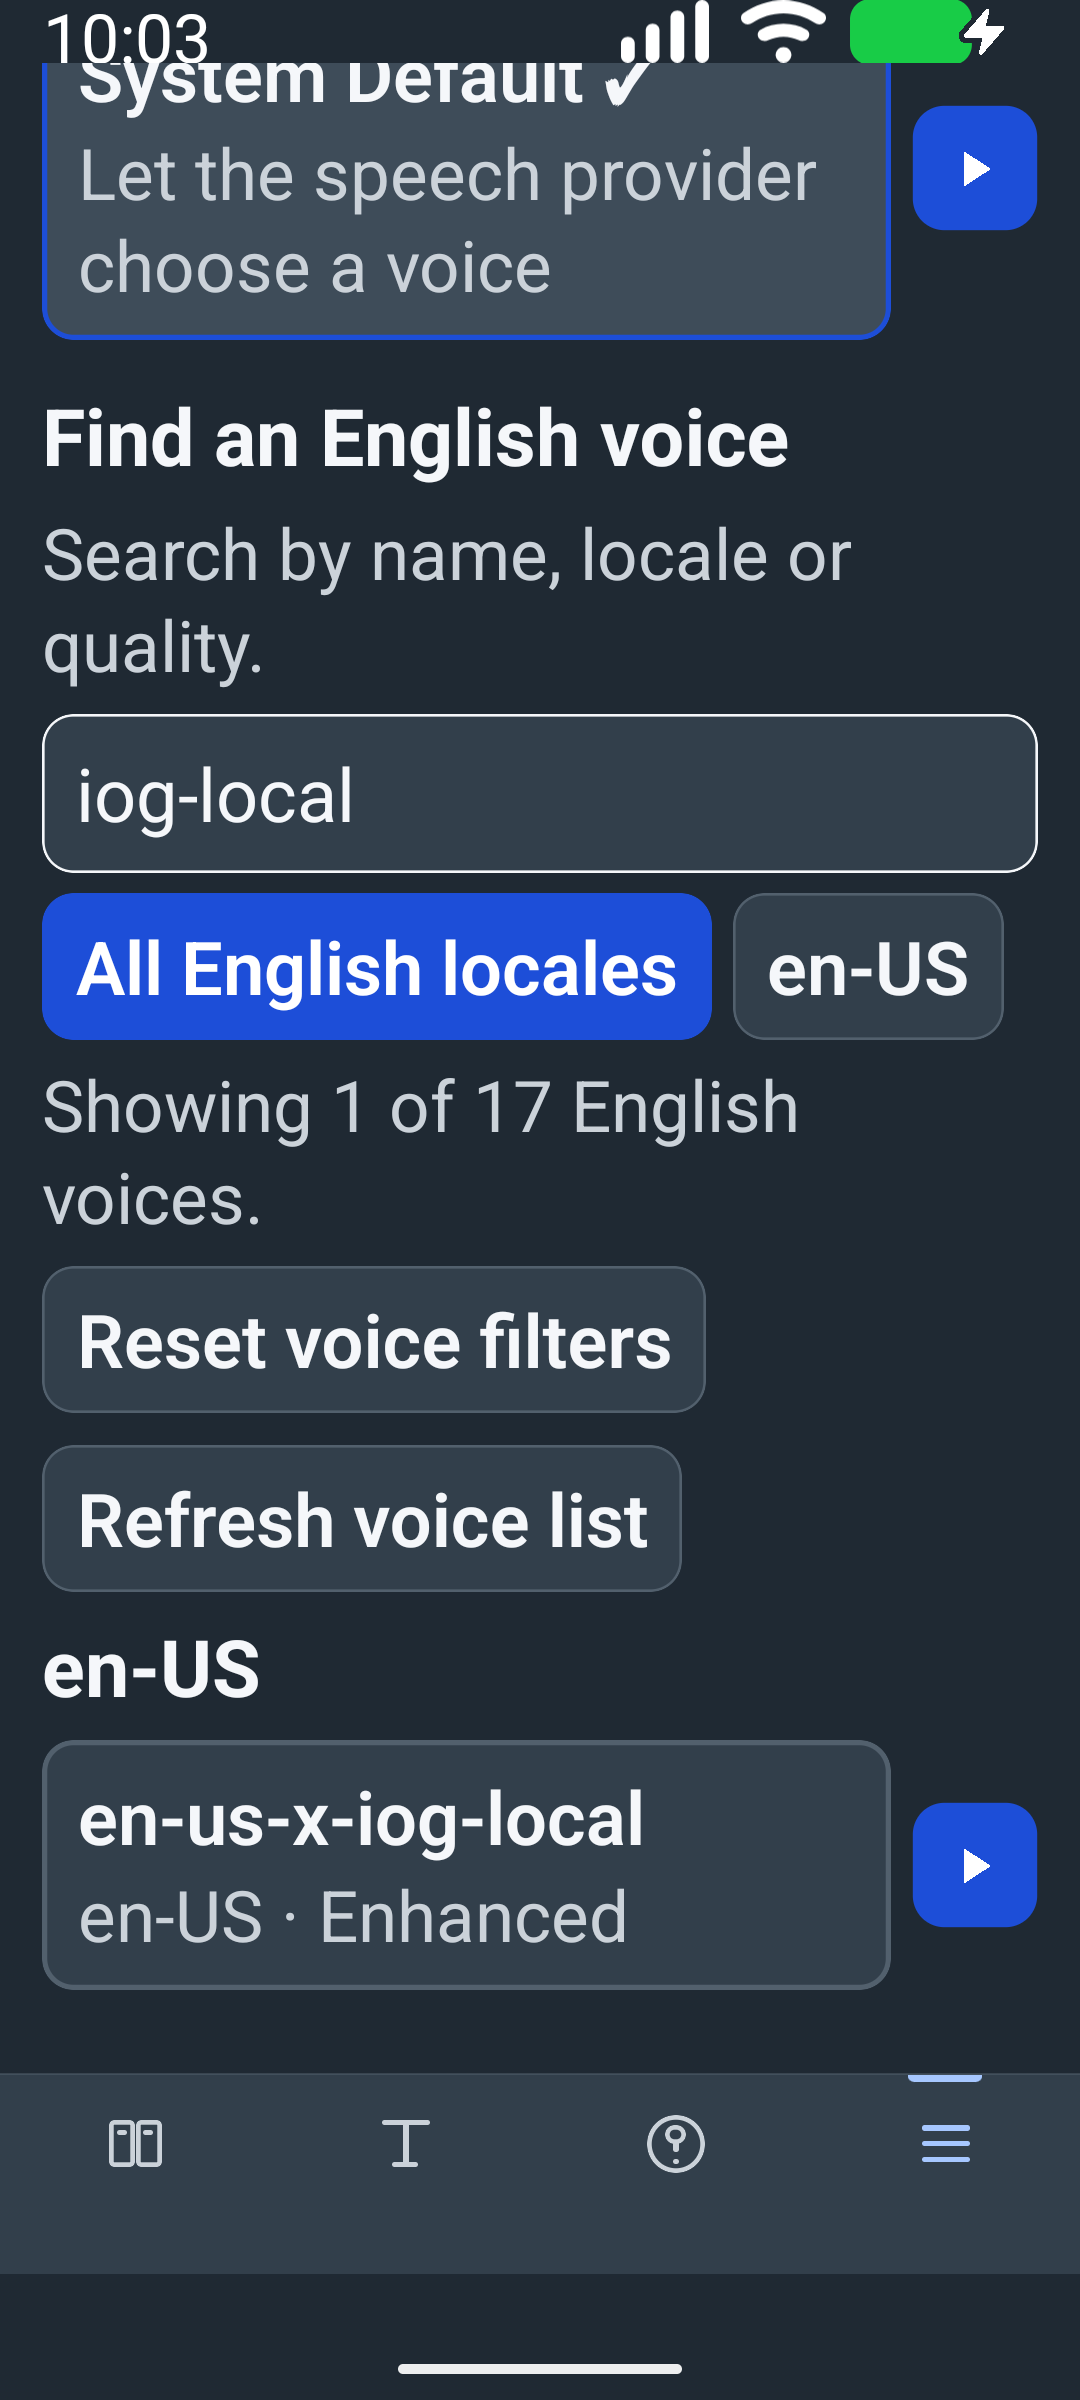 10:03
System Default ✓
Let the speech provider
choose a voice
Find an English voice
Search by name, locale or
quality.
iog-local
All English locales
en-US
Showing 1 of 17 English
voices.
Reset voice filters
Refresh voice list
en-US
en-us-x-iog-local
en-US · Enhanced